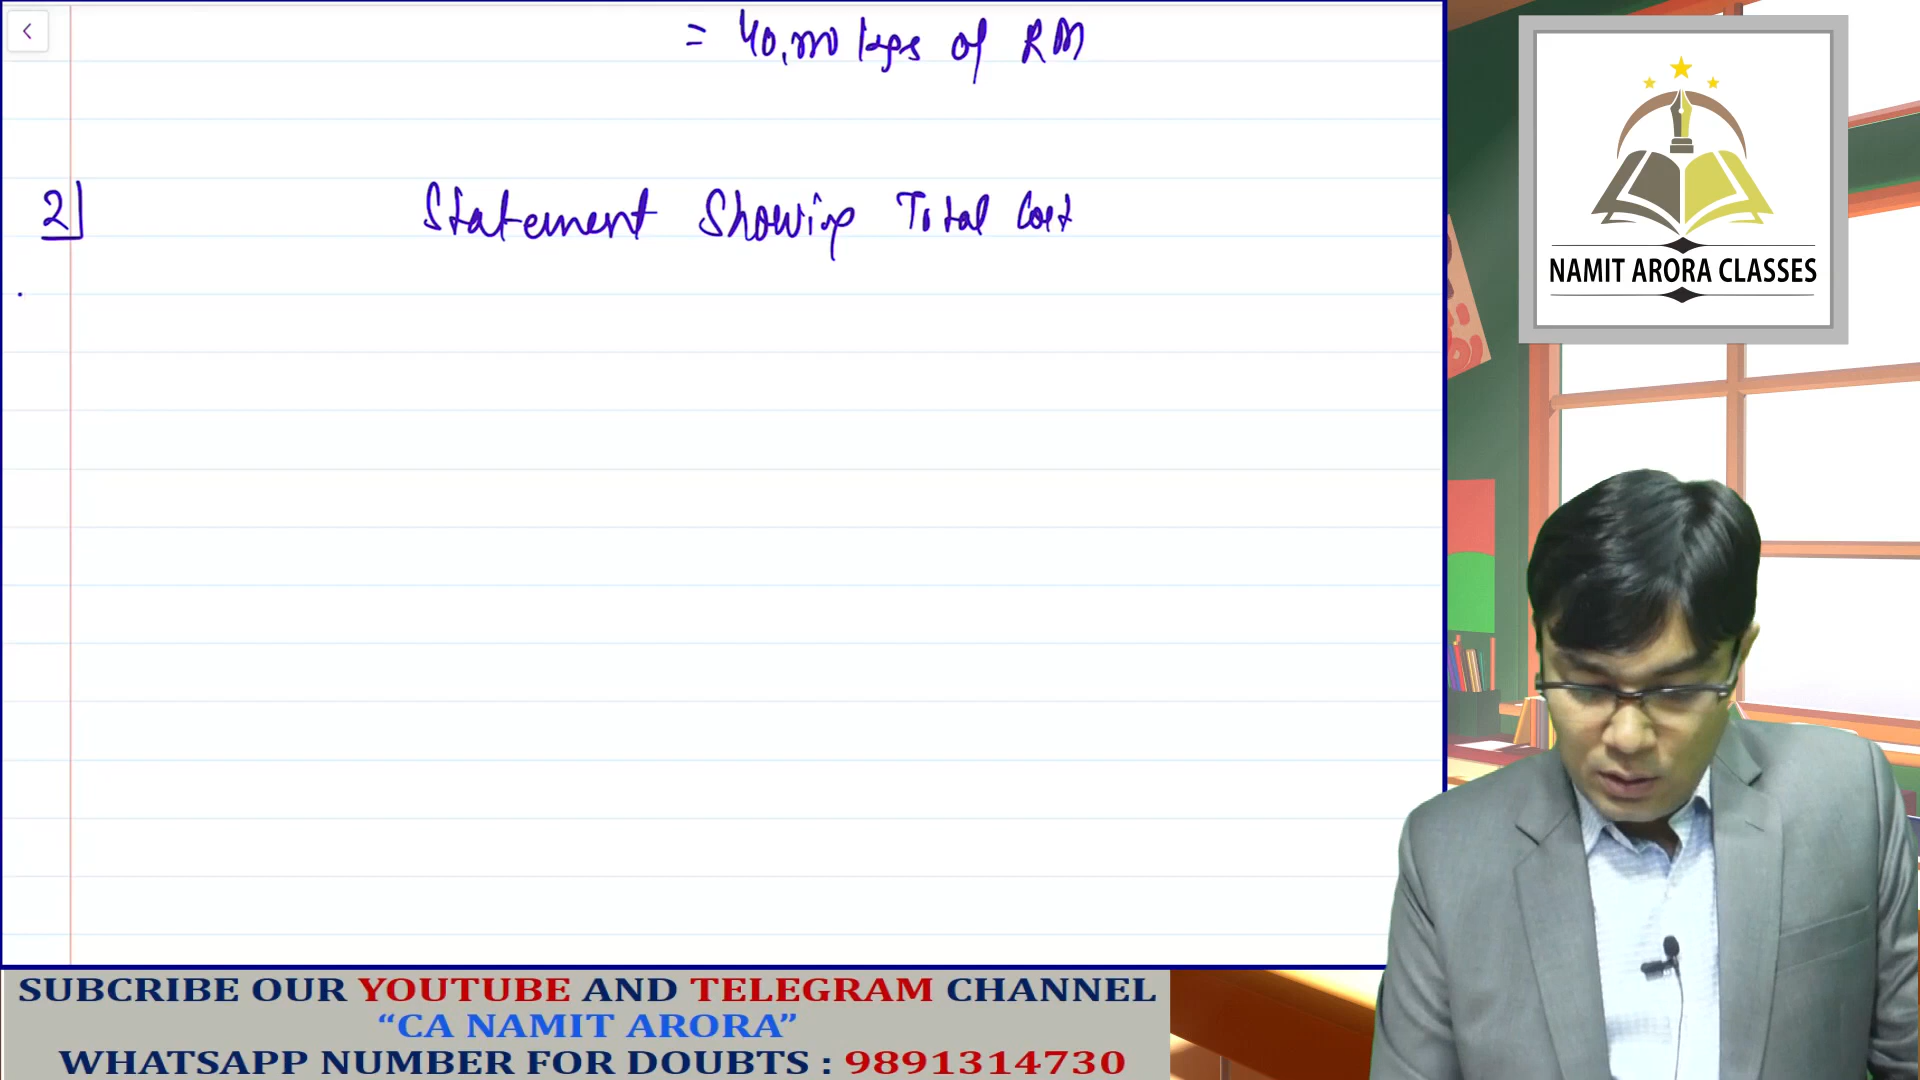 = 40,000 kgs of RM
2] Statement Showing Total Cost
NAMIT ARORA CLASSES
SUBCRIBE OUR YOUTUBE AND TELEGRAM CHANNEL
“CA NAMIT ARORA”
WHATSAPP NUMBER FOR DOUBTS : 9891314730